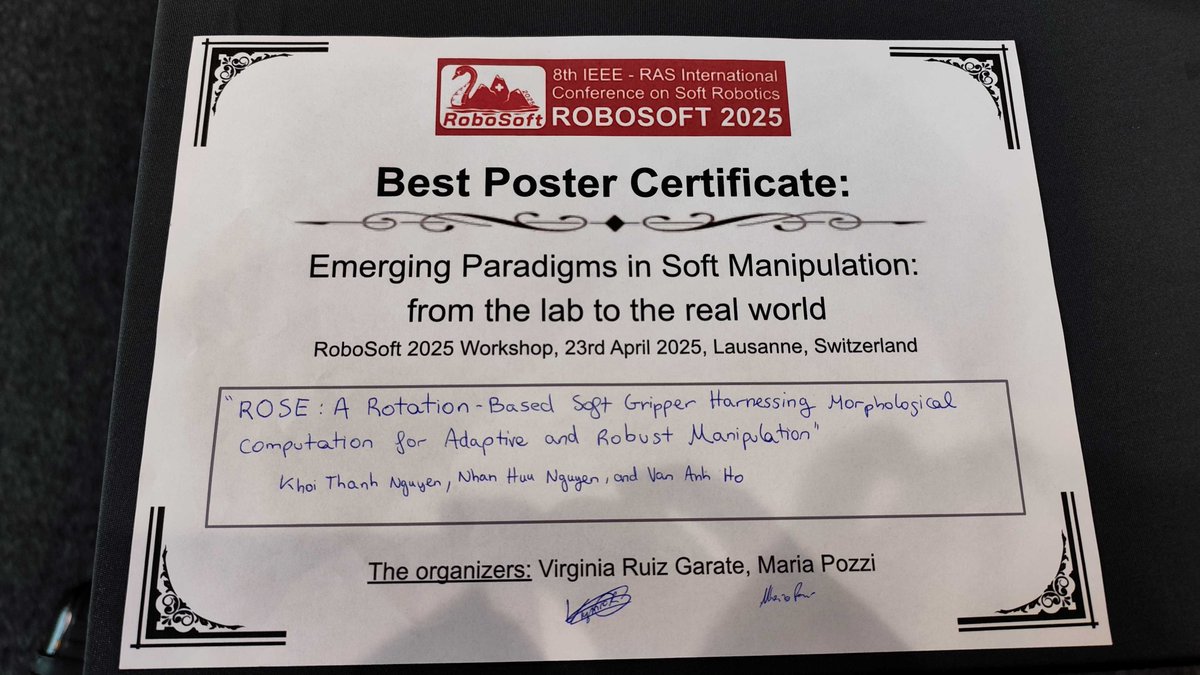 8th IEEE - RAS International
Conference on Soft Robotics
RoboSoft
ROBOSOFT 2025
Best Poster Certificate:
Emerging Paradigms in Soft Manipulation:
from the lab to the real world
RoboSoft 2025 Workshop, 23rd April 2025, Lausanne, Switzerland
"ROSE: A Rotation-Based Soft Gripper Harnessing Morphological
Computation for Adaptive and Robust Manipulation"
Khoi Thanh Nguyen, Nhan Huu Nguyen, and Van Anh Ho
The organizers: Virginia Ruiz Garate, Maria Pozzi